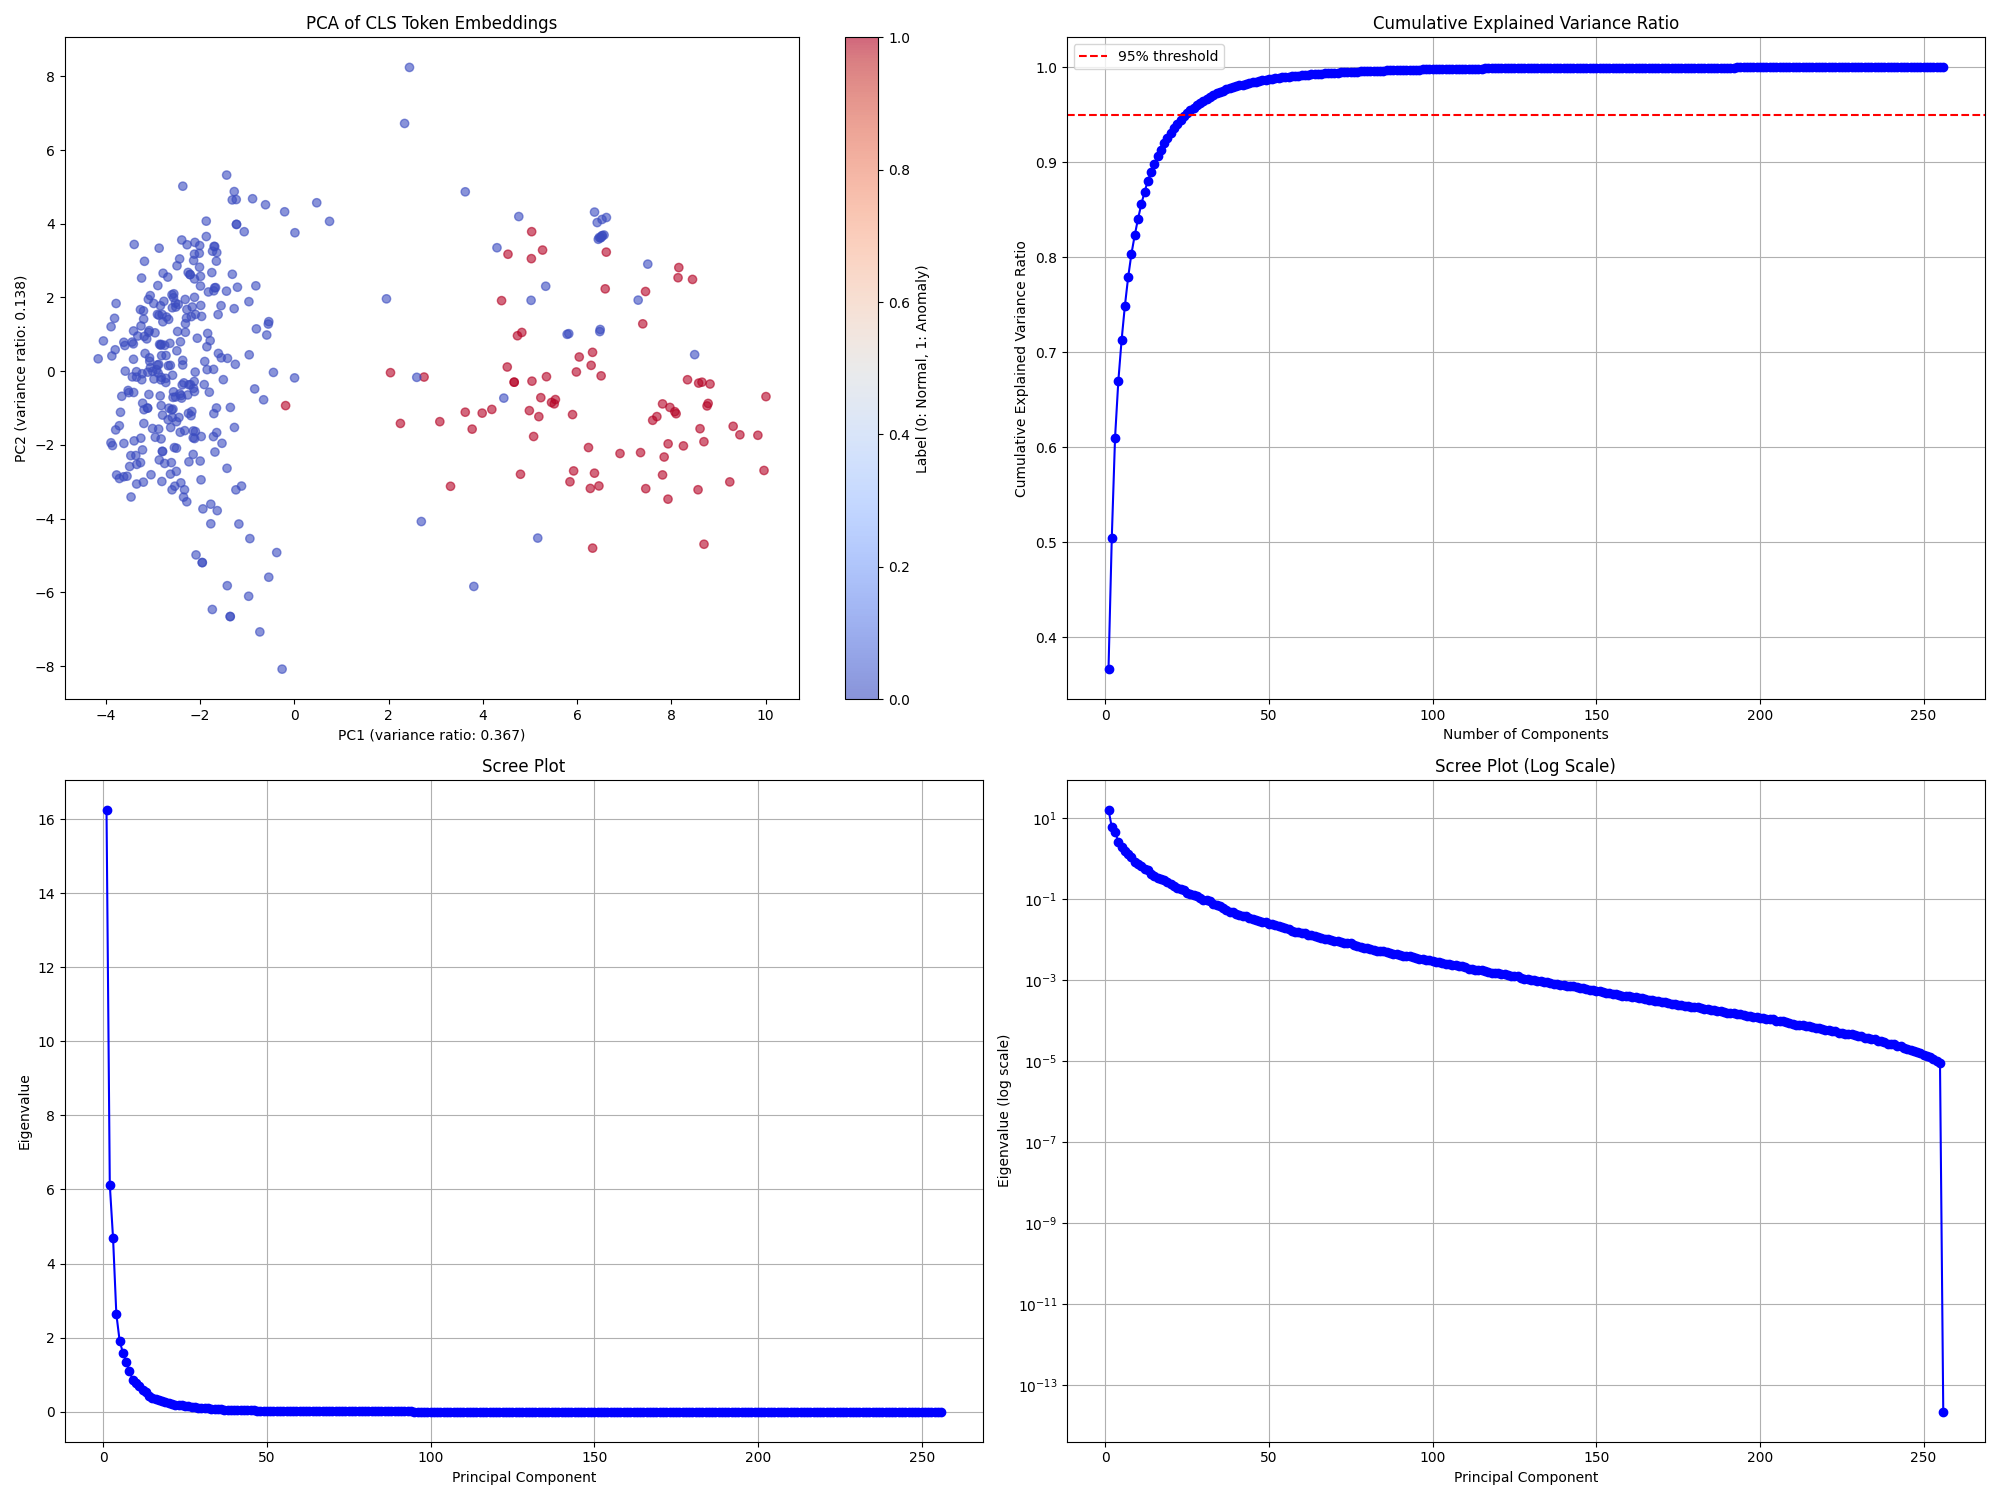 PCA of CLS Token Embeddings
8
6
4
2
0
−2
−4
−6
−8
PC2 (variance ratio: 0.138)
−4 −2 0 2 4 6 8 10
PC1 (variance ratio: 0.367)
1.0
0.8
0.6
0.4
0.2
0.0
Label (0: Normal, 1: Anomaly)
Cumulative Explained Variance Ratio
95% threshold
1.0
0.9
0.8
0.7
0.6
0.5
0.4
Cumulative Explained Variance Ratio
0 50 100 150 200 250
Number of Components
Scree Plot
16
14
12
10
8
6
4
2
0
Eigenvalue
0 50 100 150 200 250
Principal Component
Scree Plot (Log Scale)
10¹
10⁻¹
10⁻³
10⁻⁵
10⁻⁷
10⁻⁹
10⁻¹¹
10⁻¹³
Eigenvalue (log scale)
0 50 100 150 200 250
Principal Component